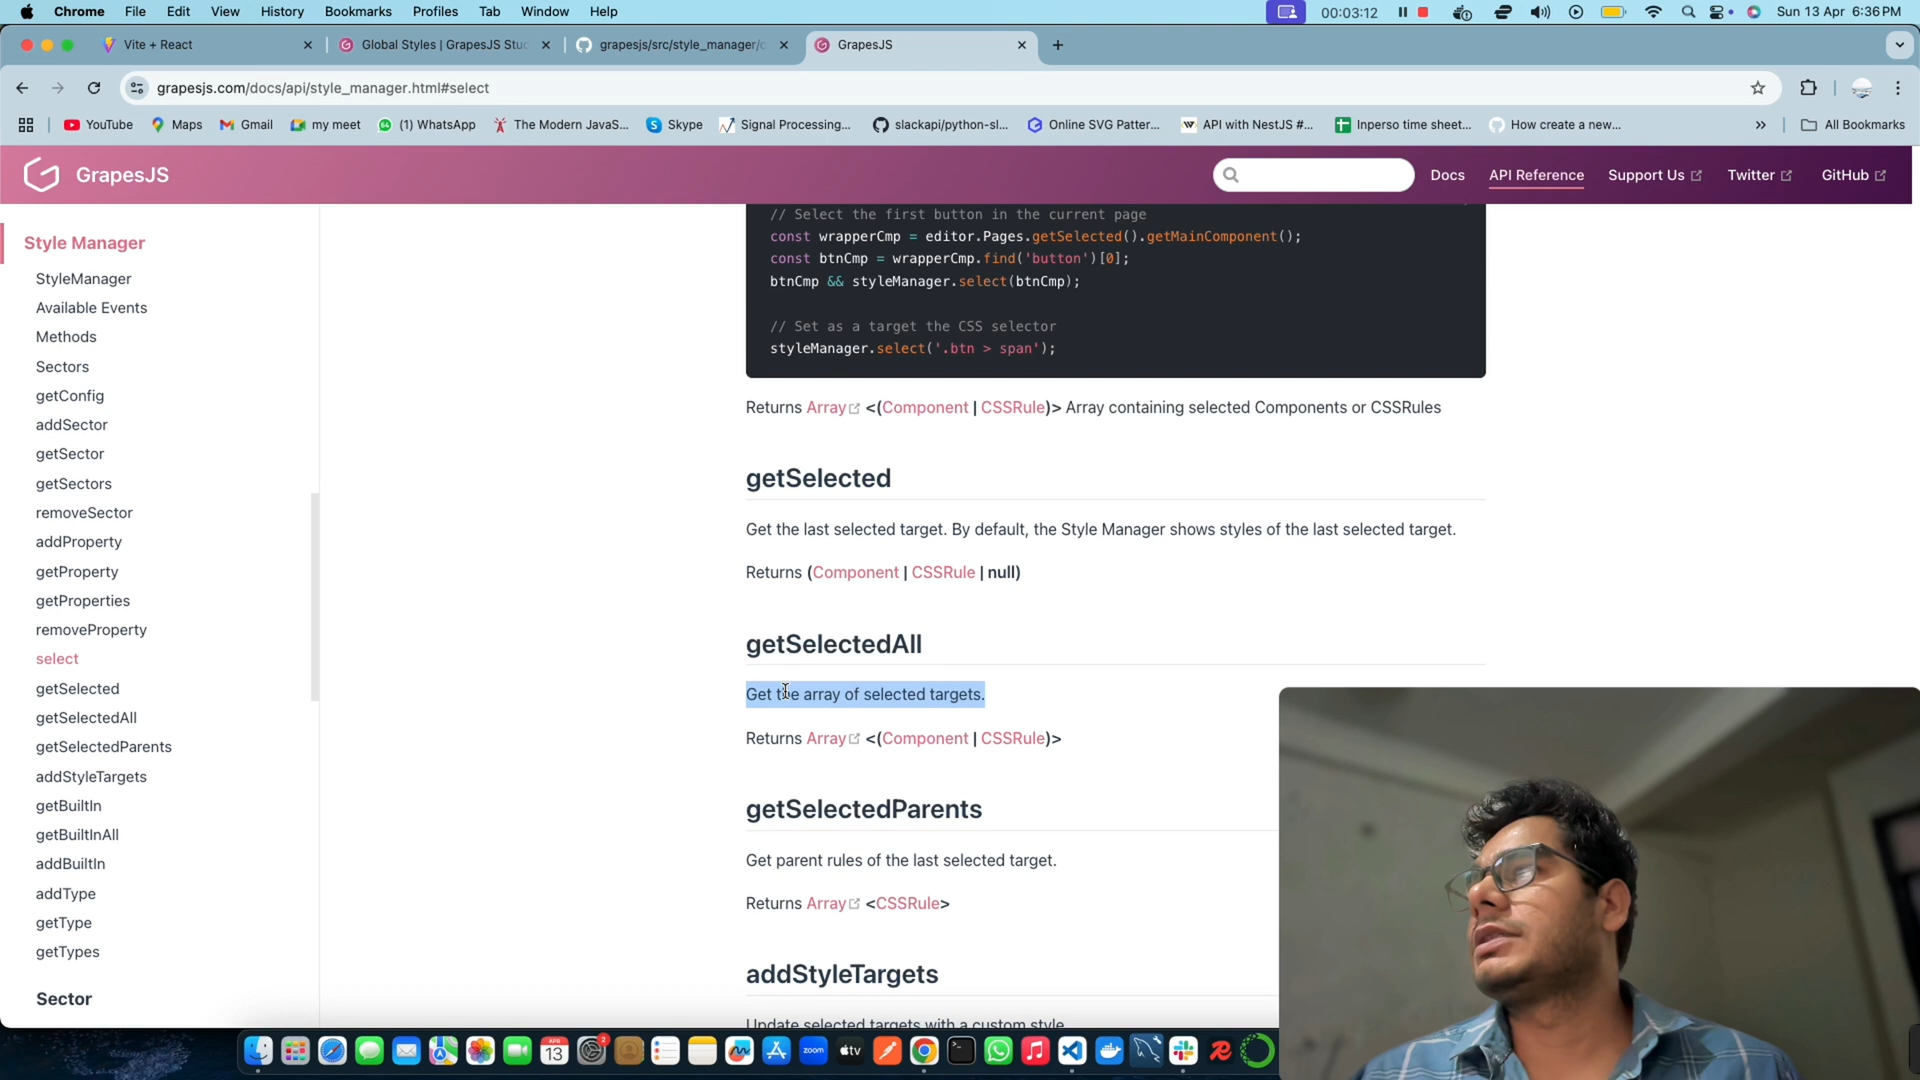 Chrome File Edit View History Bookmarks Profiles Tab Window Help 00:03:12 Sun 13 Apr 6:36 PM
Vite + React
Global Styles | GrapesJS Stu
grapesjs/src/style_manager/
GrapesJS
grapesjs.com/docs/api/style_manager.html#select
YouTube Maps Gmail my meet (1) WhatsApp The Modern JavaS... Skype Signal Processing... slackapi/python-sl... Online SVG Patter... API with NestJS #... Inperso time sheet... How create a new... » All Bookmarks
GrapesJS
Docs API Reference Support Us Twitter GitHub
Style Manager
StyleManager
Available Events
Methods
Sectors
getConfig
addSector
getSector
getSectors
removeSector
addProperty
getProperty
getProperties
removeProperty
select
getSelected
getSelectedAll
getSelectedParents
addStyleTargets
getBuiltIn
getBuiltInAll
addBuiltIn
addType
getType
getTypes
Sector
// Select the first button in the current page
const wrapperCmp = editor.Pages.getSelected().getMainComponent();
const btnCmp = wrapperCmp.find('button')[0];
btnCmp && styleManager.select(btnCmp);
// Set as a target the CSS selector
styleManager.select('.btn > span');
Returns Array <(Component | CSSRule)> Array containing selected Components or CSSRules
getSelected
Get the last selected target. By default, the Style Manager shows styles of the last selected target.
Returns (Component | CSSRule | null)
getSelectedAll
Get the array of selected targets.
Returns Array <(Component | CSSRule)>
getSelectedParents
Get parent rules of the last selected target.
Returns Array <CSSRule>
addStyleTargets
Update selected targets with a custom style
APR
13
2
zoom
tv